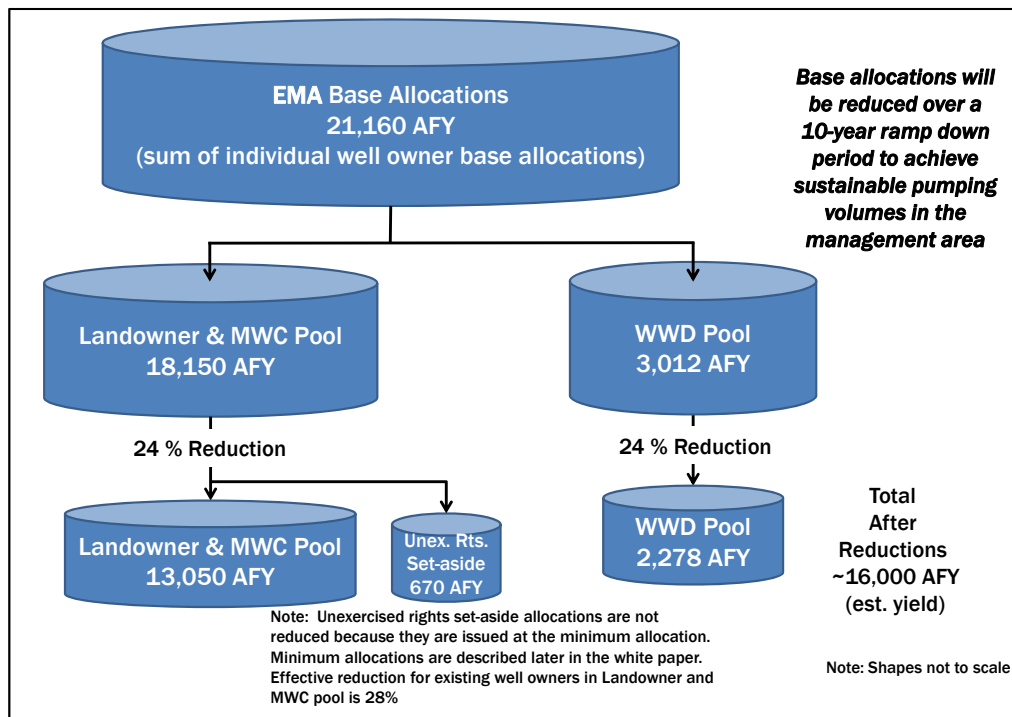 EMA Base Allocations
21,160 AFY
(sum of individual well owner base allocations)
Base allocations will
be reduced over a
10-year ramp down
period to achieve
sustainable pumping
volumes in the
management area
Landowner & MWC Pool
18,150 AFY
WWD Pool
3,012 AFY
24 % Reduction
24 % Reduction
Landowner & MWC Pool
13,050 AFY
Unex. Rts.
Set-aside
670 AFY
WWD Pool
2,278 AFY
Total
After
Reductions
~16,000 AFY
(est. yield)
Note: Unexercised rights set-aside allocations are not
reduced because they are issued at the minimum allocation.
Minimum allocations are described later in the white paper.
Effective reduction for existing well owners in Landowner and
MWC pool is 28%
Note: Shapes not to scale